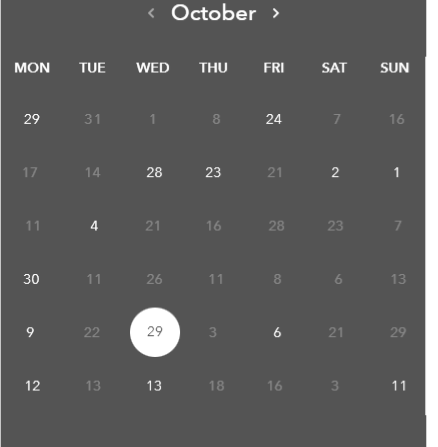 ‹ October ›
MON TUE WED THU FRI SAT SUN
29 31 1 8 24 7 16
17 14 28 23 21 2 1
11 4 21 16 28 23 7
30 11 26 11 8 6 13
9 22 29 3 6 21 29
12 13 13 18 16 3 11